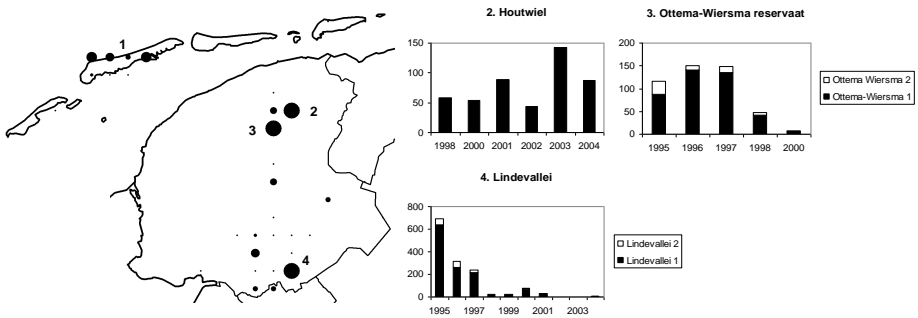 1
2
3
4
2. Houtwiel
150
100
50
0
1998 2000 2001 2002 2003 2004
3. Ottema-Wiersma reservaat
200
150
100
50
0
1995 1996 1997 1998 2000
Ottema Wiersma 2
Ottema-Wiersma 1
4. Lindevallei
800
600
400
200
0
1995 1997 1999 2001 2003
Lindevallei 2
Lindevallei 1